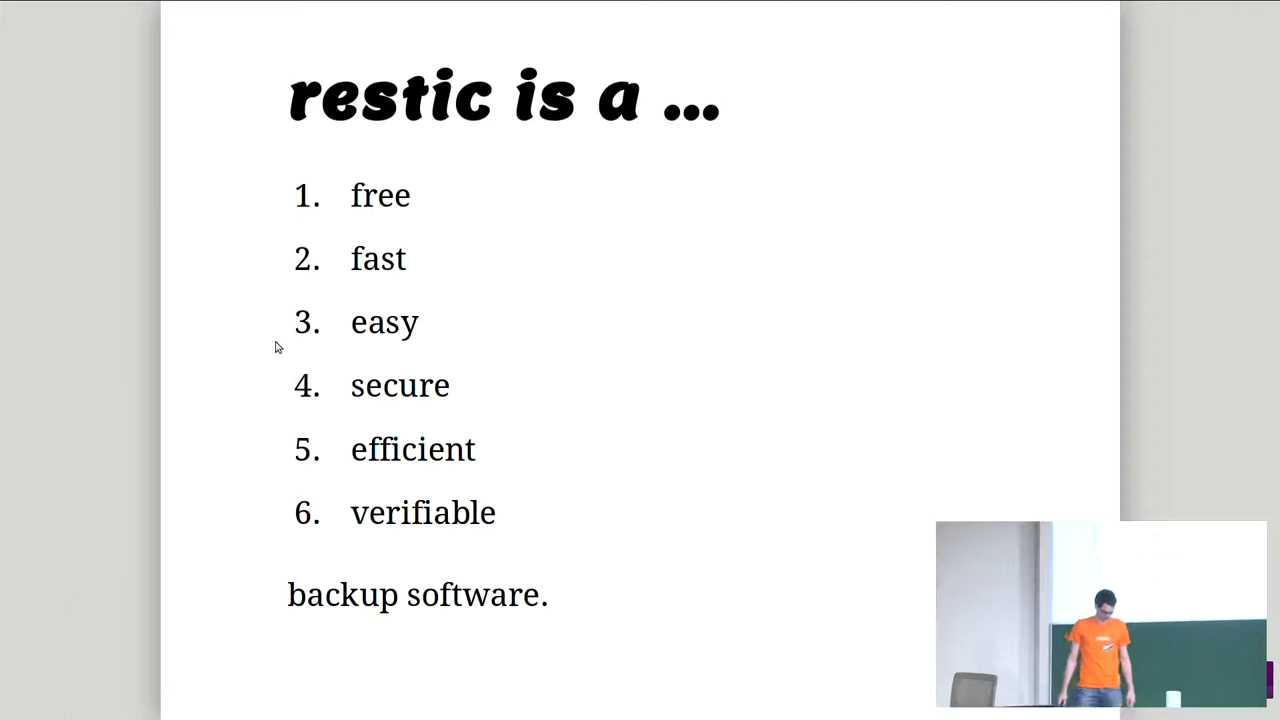 restic is a ...
1. free
2. fast
3. easy
4. secure
5. efficient
6. verifiable
backup software.